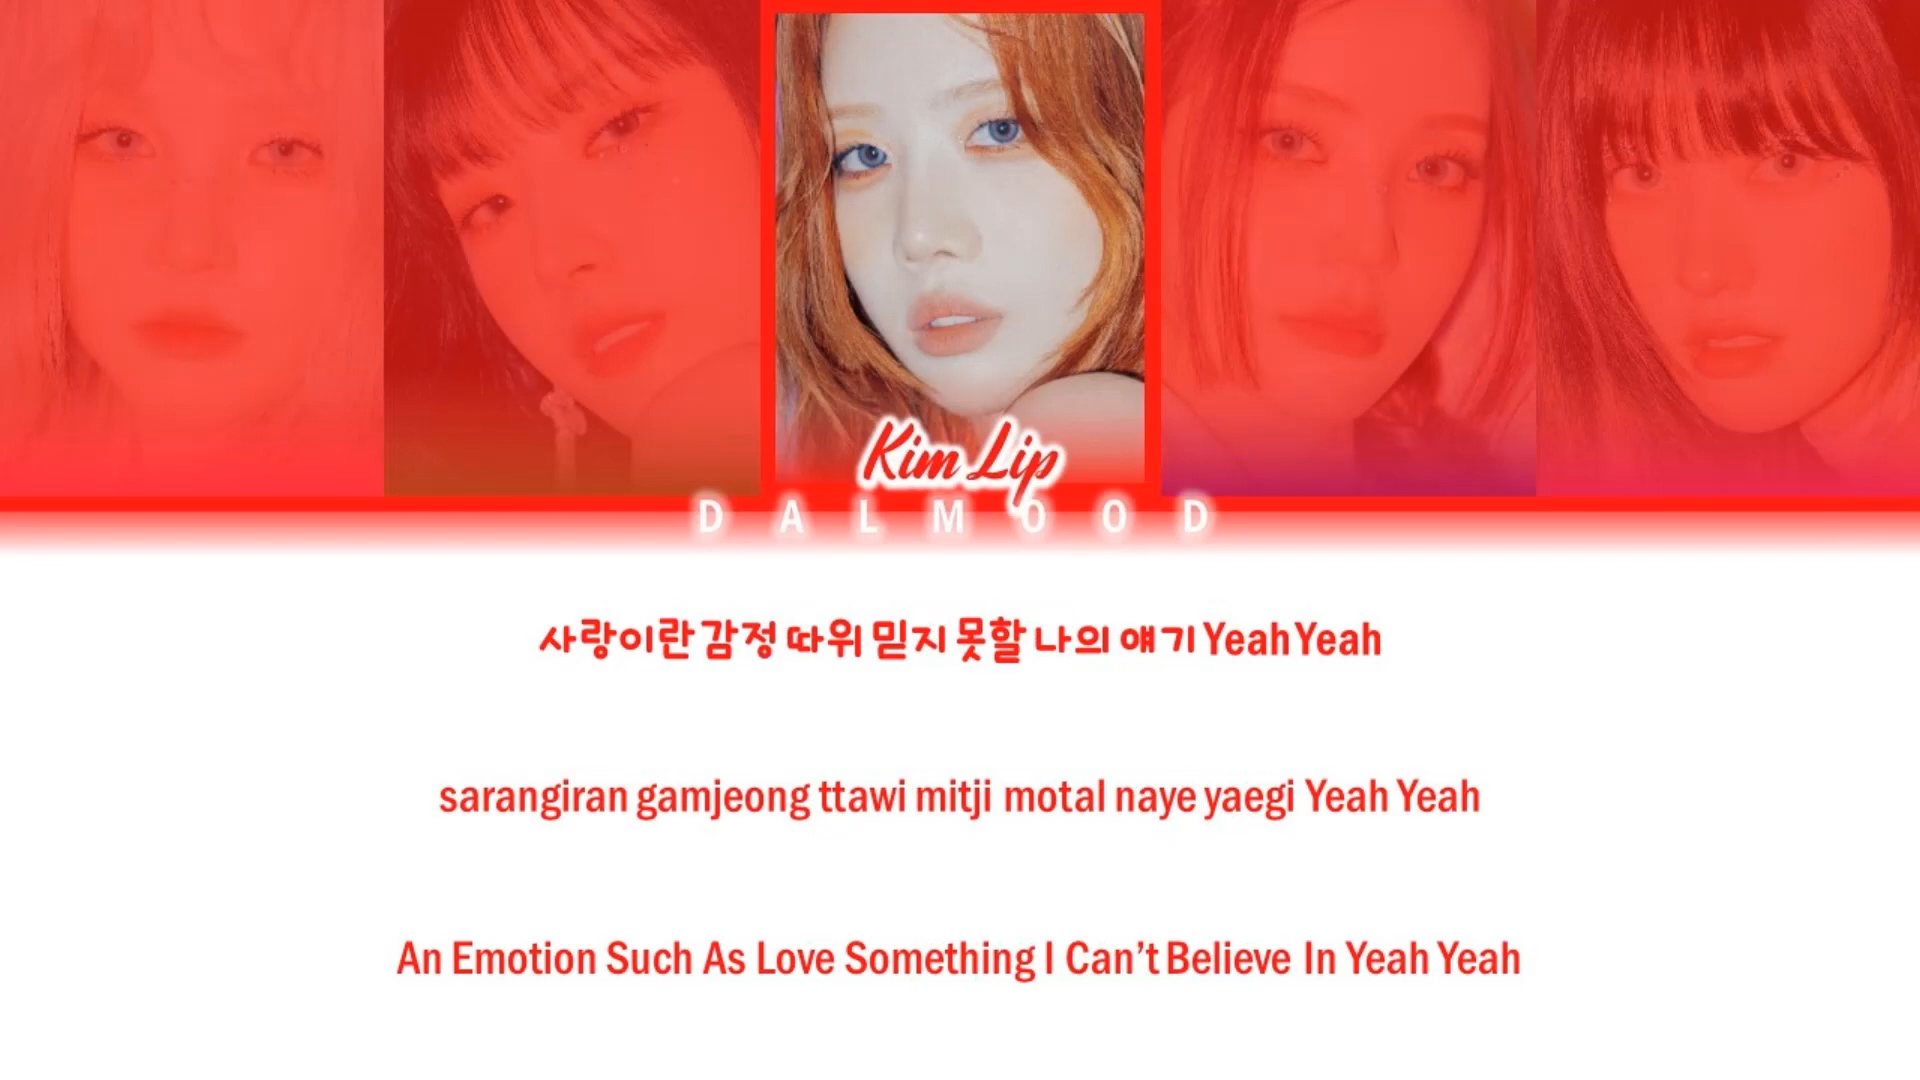 Kim Lip
DALMOOD
사랑이란 감정 따위 믿지 못할 나의 얘기 Yeah Yeah
sarangiran gamjeong ttawi mitji motal naye yaegi Yeah Yeah
An Emotion Such As Love Something I Can’t Believe In Yeah Yeah